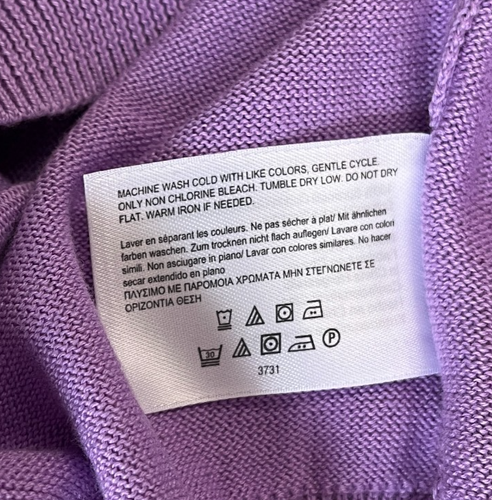 MACHINE WASH COLD WITH LIKE COLORS, GENTLE CYCLE.
ONLY NON CHLORINE BLEACH. TUMBLE DRY LOW. DO NOT DRY
FLAT. WARM IRON IF NEEDED.
Laver en séparant les couleurs. Ne pas sécher à plat/ Mit ähnlichen
farben waschen. Zum trocknen nicht flach auflegen/ Lavare con colori
simili. Non asciugare in piano/ Lavar con colores similares. No hacer
secar extendido en plano
ΠΛΥΣΙΜΟ ΜΕ ΠΑΡΟΜΟΙΑ ΧΡΩΜΑΤΑ ΜΗΝ ΣΤΕΓΝΩΝΕΤΕ ΣΕ
ΟΡΙΖΟΝΤΙΑ ΘΕΣΗ
30 P
3731